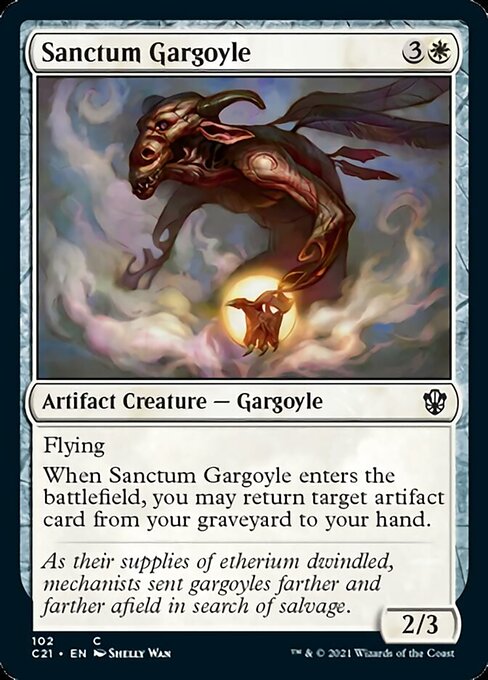 Sanctum Gargoyle 3
Artifact Creature — Gargoyle
Flying
When Sanctum Gargoyle enters the
battlefield, you may return target artifact
card from your graveyard to your hand.
As their supplies of etherium dwindled,
mechanists sent gargoyles farther and
farther afield in search of salvage.
2/3
102 C
C21 • EN Shelly Wan
™ & © 2021 Wizards of the Coast